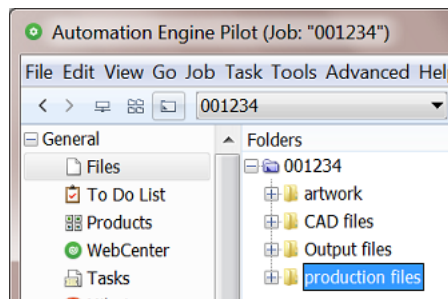 Automation Engine Pilot (Job: "001234")
File Edit View Go Job Task Tools Advanced Hel
001234
General
Files
To Do List
Products
WebCenter
Tasks
Folders
001234
artwork
CAD files
Output files
production files